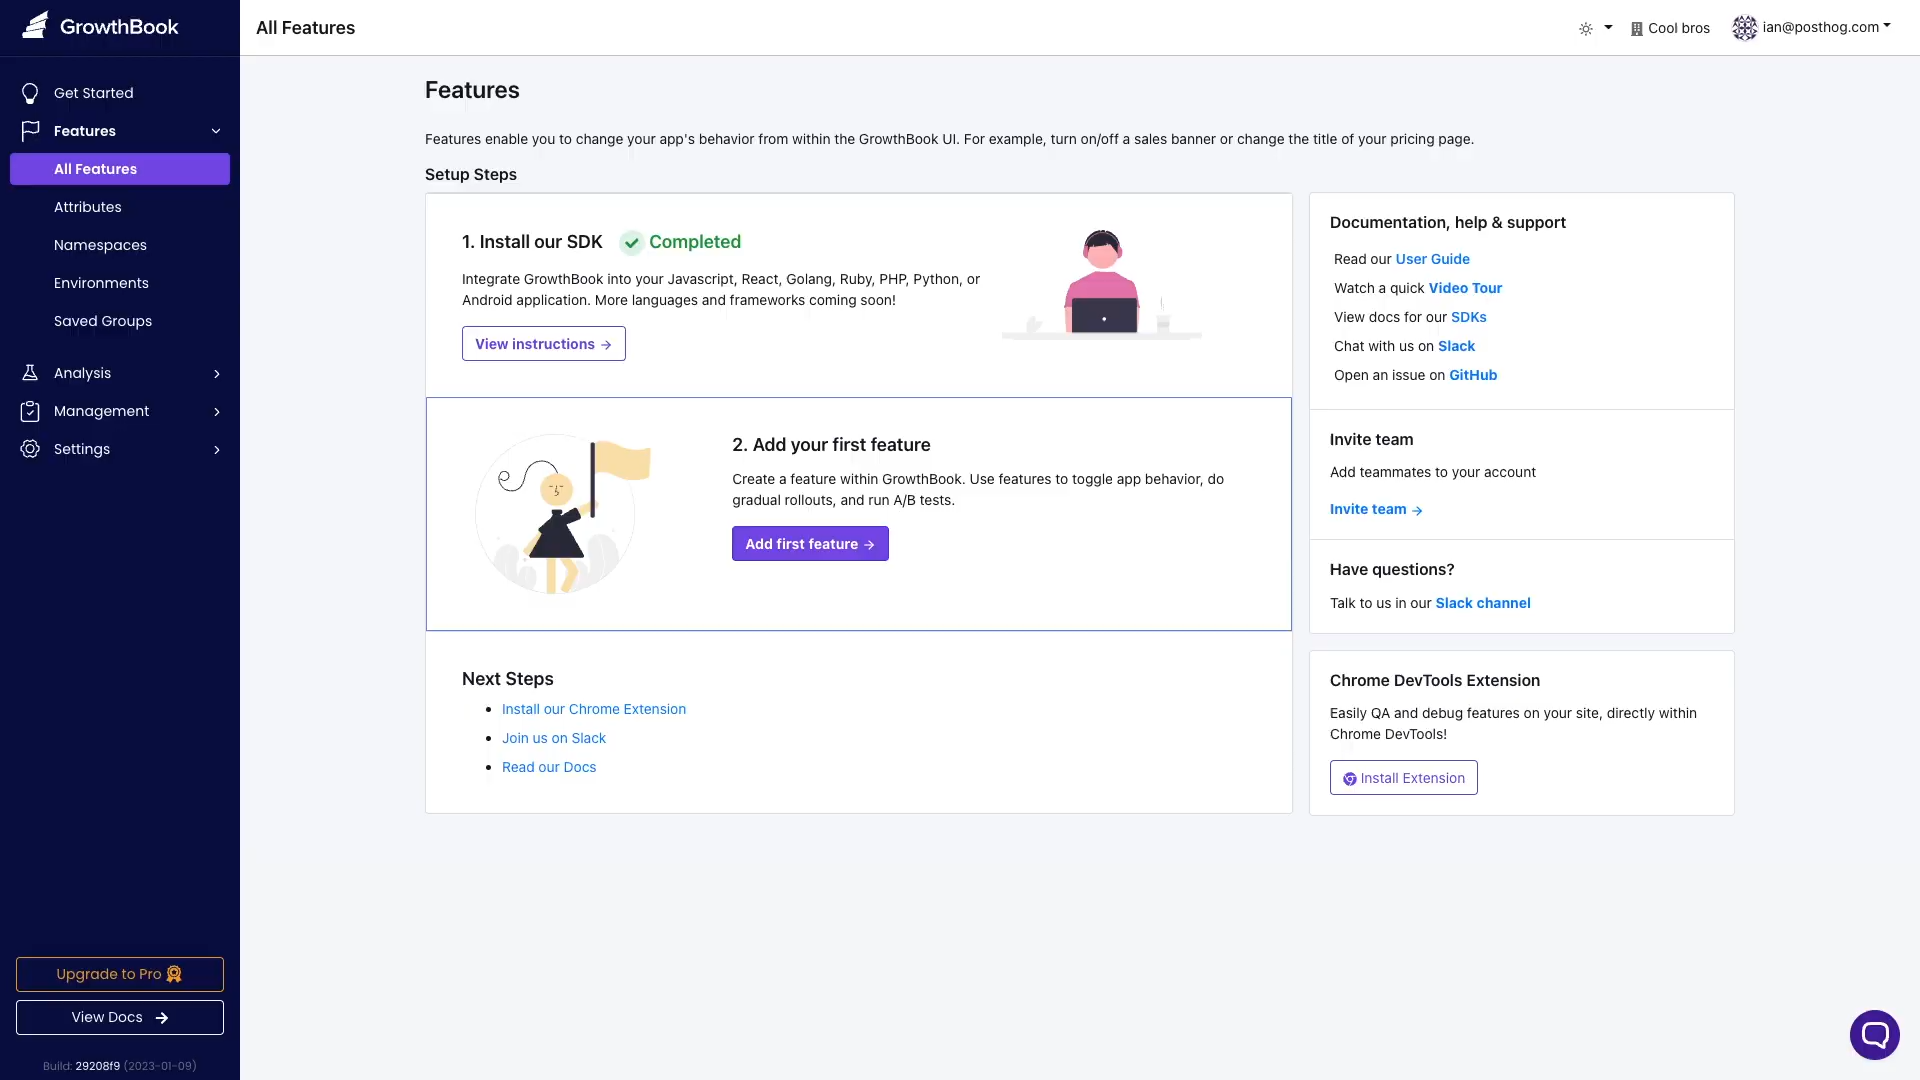 GrowthBook
Get Started
Features
All Features
Attributes
Namespaces
Environments
Saved Groups
Analysis
Management
Settings
Upgrade to Pro
View Docs
Build: 29208f9 (2023-01-09)
All Features
Cool bros
ian@posthog.com
Features
Features enable you to change your app's behavior from within the GrowthBook UI. For example, turn on/off a sales banner or change the title of your pricing page.
Setup Steps
1. Install our SDK Completed
Integrate GrowthBook into your Javascript, React, Golang, Ruby, PHP, Python, or
Android application. More languages and frameworks coming soon!
View instructions →
2. Add your first feature
Create a feature within GrowthBook. Use features to toggle app behavior, do
gradual rollouts, and run A/B tests.
Add first feature →
Next Steps
• Install our Chrome Extension
• Join us on Slack
• Read our Docs
Documentation, help & support
Read our User Guide
Watch a quick Video Tour
View docs for our SDKs
Chat with us on Slack
Open an issue on GitHub
Invite team
Add teammates to your account
Invite team →
Have questions?
Talk to us in our Slack channel
Chrome DevTools Extension
Easily QA and debug features on your site, directly within
Chrome DevTools!
Install Extension